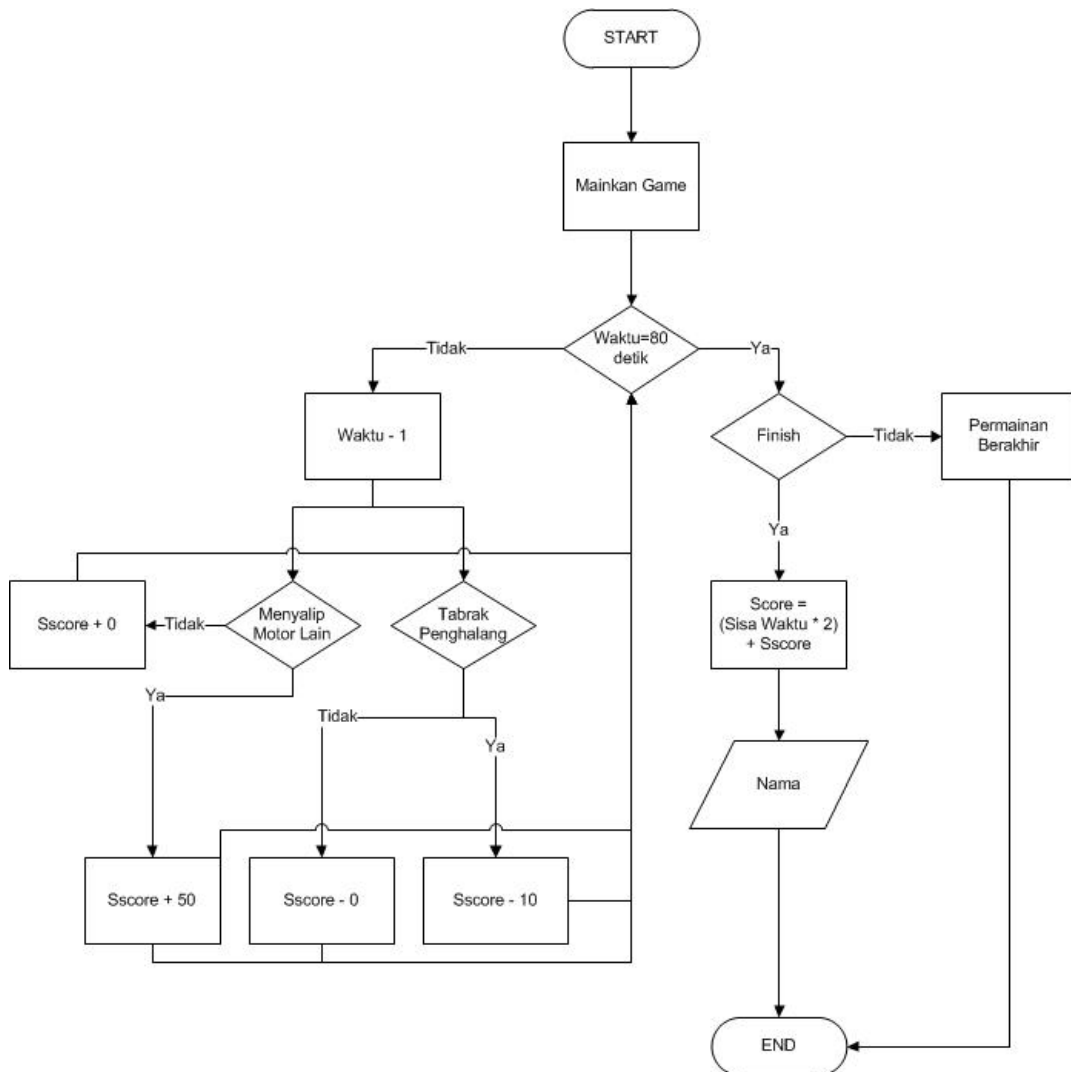 START
Mainkan Game
Waktu=80
detik
Tidak
Ya
Waktu - 1
Finish
Tidak
Permainan
Berakhir
Ya
Sscore + 0
Tidak
Menyalip
Motor Lain
Tabrak
Penghalang
Score =
(Sisa Waktu * 2)
+ Sscore
Ya
Tidak
Ya
Nama
Sscore + 50
Sscore - 0
Sscore - 10
END